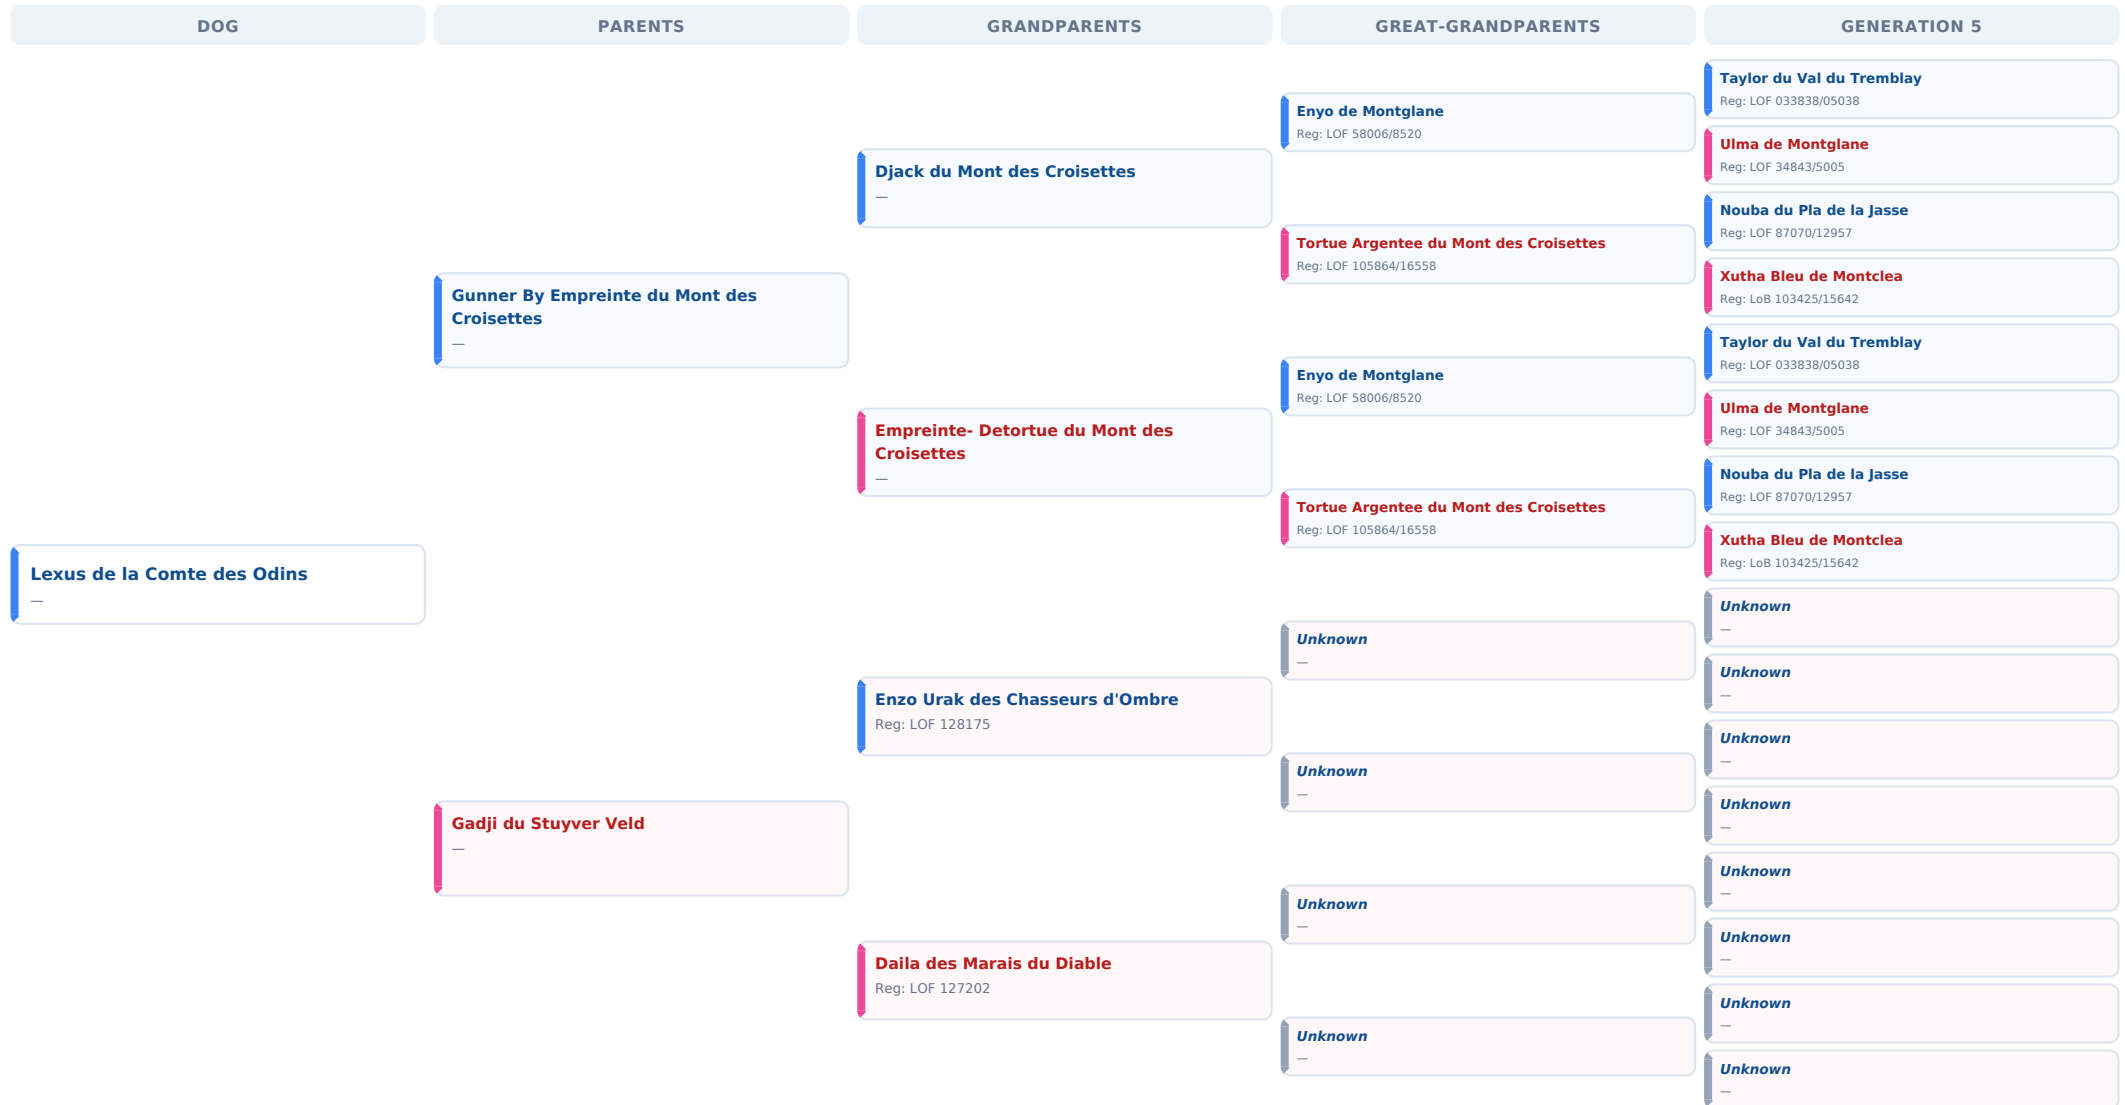 DOG
PARENTS
GRANDPARENTS
GREAT-GRANDPARENTS
GENERATION 5
Lexus de la Comte des Odins
—
Gunner By Empreinte du Mont des
Croisettes
—
Gadji du Stuyver Veld
—
Djack du Mont des Croisettes
—
Empreinte- Detortue du Mont des
Croisettes
—
Enzo Urak des Chasseurs d'Ombre
Reg: LOF 128175
Daila des Marais du Diable
Reg: LOF 127202
Enyo de Montglane
Reg: LOF 58006/8520
Tortue Argentee du Mont des Croisettes
Reg: LOF 105864/16558
Enyo de Montglane
Reg: LOF 58006/8520
Tortue Argentee du Mont des Croisettes
Reg: LOF 105864/16558
Unknown
—
Unknown
—
Unknown
—
Unknown
—
Taylor du Val du Tremblay
Reg: LOF 033838/05038
Ulma de Montglane
Reg: LOF 34843/5005
Nouba du Pla de la Jasse
Reg: LOF 87070/12957
Xutha Bleu de Montclea
Reg: LoB 103425/15642
Taylor du Val du Tremblay
Reg: LOF 033838/05038
Ulma de Montglane
Reg: LOF 34843/5005
Nouba du Pla de la Jasse
Reg: LOF 87070/12957
Xutha Bleu de Montclea
Reg: LoB 103425/15642
Unknown
—
Unknown
—
Unknown
—
Unknown
—
Unknown
—
Unknown
—
Unknown
—
Unknown
—